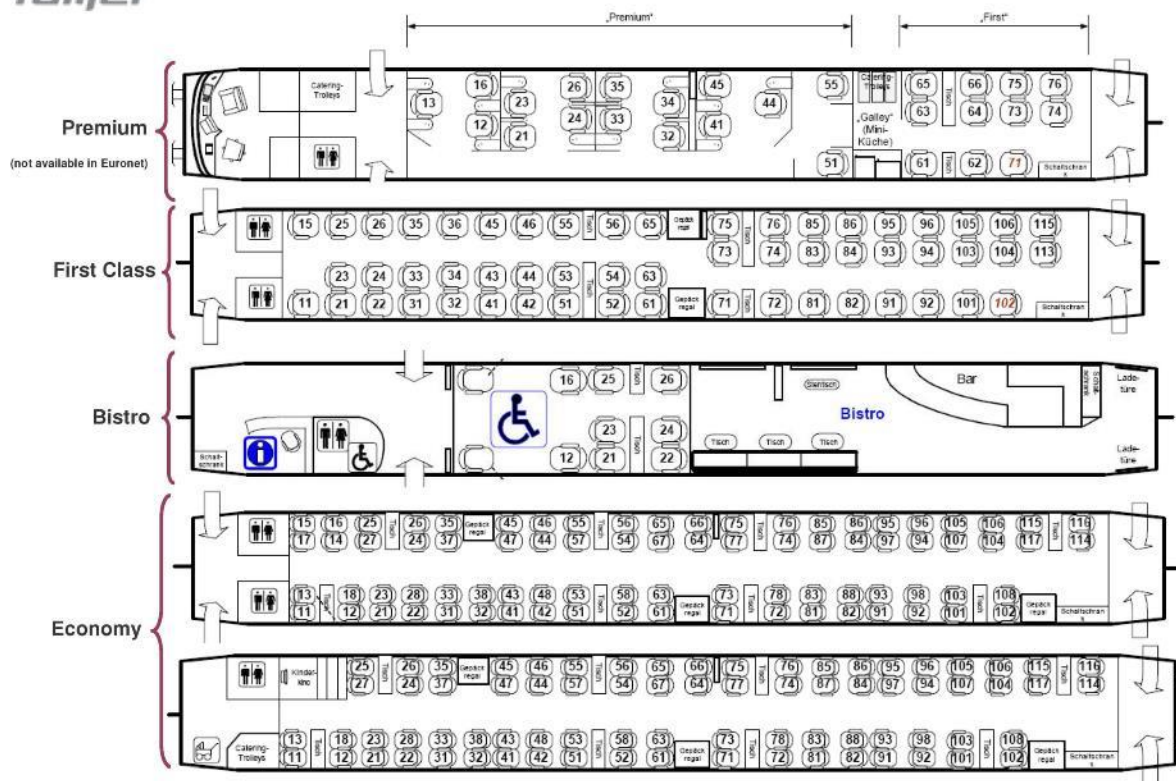 „Premium“
„First“
Premium
(not available in Euronet)
Catering-
Trolleys
16 26 35 45 55
13 23 34 44
12 24 33 41
21 32
51
Catering-
Trolleys
„Galley“
(Mini-
Küche)
65 Tisch 66 75 76
63 64 73 74
61 Tisch 62 71
Schaltschran
k
First Class
15 25 26 35 36 45 46 55 Tisch 56 65 Gepäck
regal
75 Tisch 76 85 86 95 96 105 106 115
73 74 83 84 93 94 103 104 113
23 24 33 34 43 44 53 Tisch 54 63
11 21 22 31 32 41 42 51 52 61 Gepäck
regal
71 Tisch 72 81 82 91 92 101 102
Schaltschran
k
Bistro
Schalt-
schrank
16 25 Tisch 26
23 Tisch 24
12 21 22
Stehtisch
Bistro
Tisch Tisch Tisch
Bar
Schalt
schrank
Lade-
türe
Lade-
türe
Economy
15 16 25 Tisch 26 35 Gepäck
regal
45 46 55 Tisch 56 65 66 75 Tisch 76 85 86 95 96 105 106 115 Tisch 116
17 14 27 24 37 47 44 57 54 67 64 77 74 87 84 97 94 107 104 117 114
13 Tisch 18 23 28 33 38 43 48 53 Tisch 58 63 Gepäck
regal
73 Tisch 78 83 88 93 98 103 Tisch 108 Gepäck
regal
11 12 21 22 31 32 41 42 51 52 61 71 72 81 82 91 92 101 102
Schaltschran
k
Kinder-
kino
25 Tisch 26 35 Gepäck
regal
45 46 55 Tisch 56 65 66 75 Tisch 76 85 86 95 96 105 106 115 Tisch 116
27 24 37 47 44 57 54 67 64 77 74 87 84 97 94 107 104 117 114
Catering-
Trolleys
13 Tisch 18 23 28 33 38 43 48 53 Tisch 58 63 Gepäck
regal
73 Tisch 78 83 88 93 98 103 Tisch 108 Gepäck
regal
11 12 21 22 31 32 41 42 51 52 61 71 72 81 82 91 92 101 102
Schaltschran
k